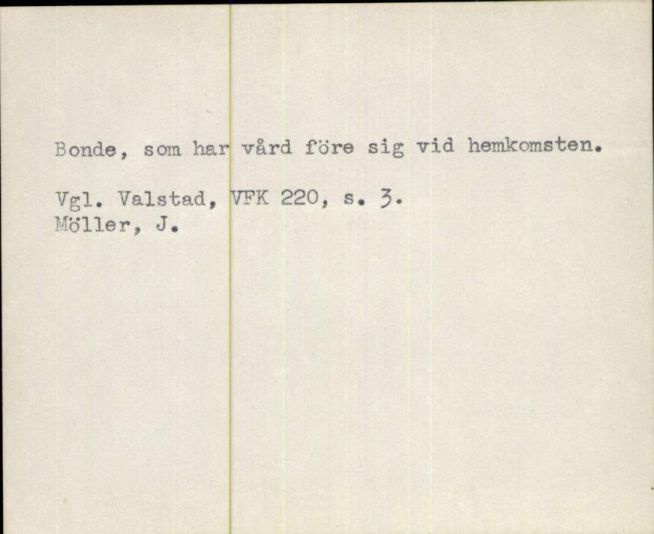 Bonde, som har vård före sig vid hemkomsten.
Vgl. Valstad, VFK 220, s. 3.
Möller, J.